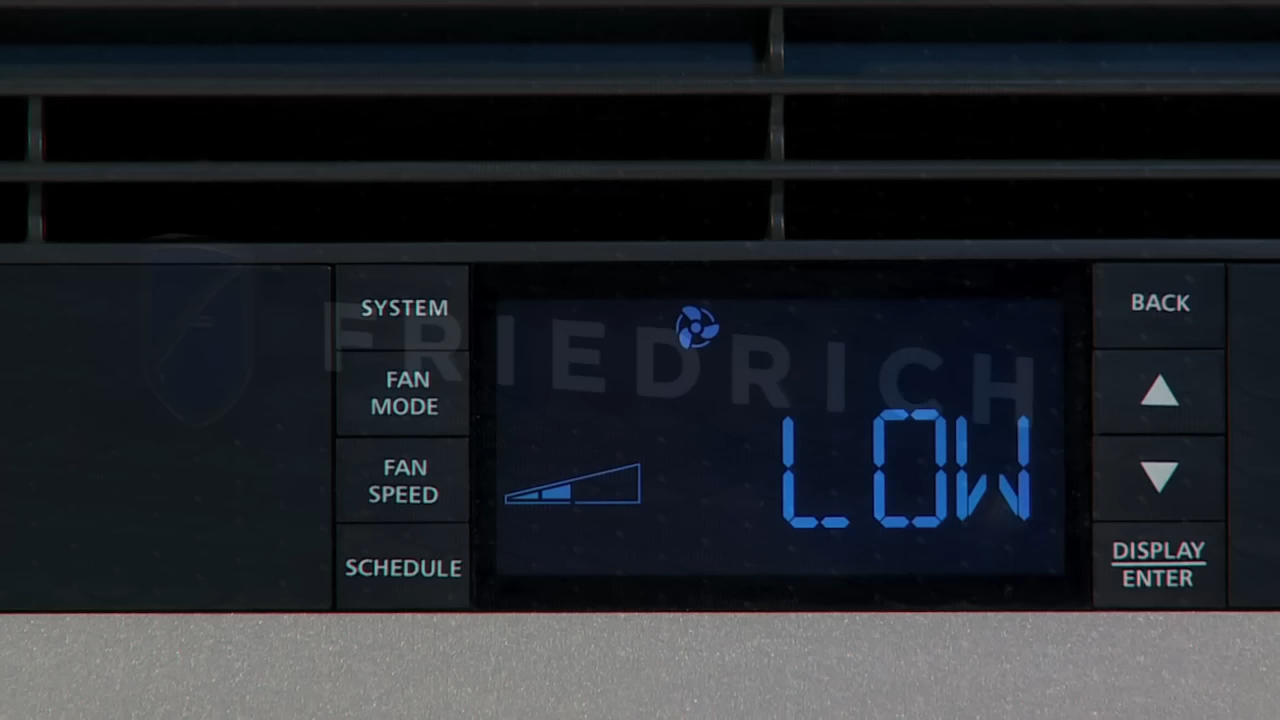 SYSTEM
FAN
MODE
FAN
SPEED
SCHEDULE
FRIEDRICH
LOW
BACK
DISPLAY
ENTER